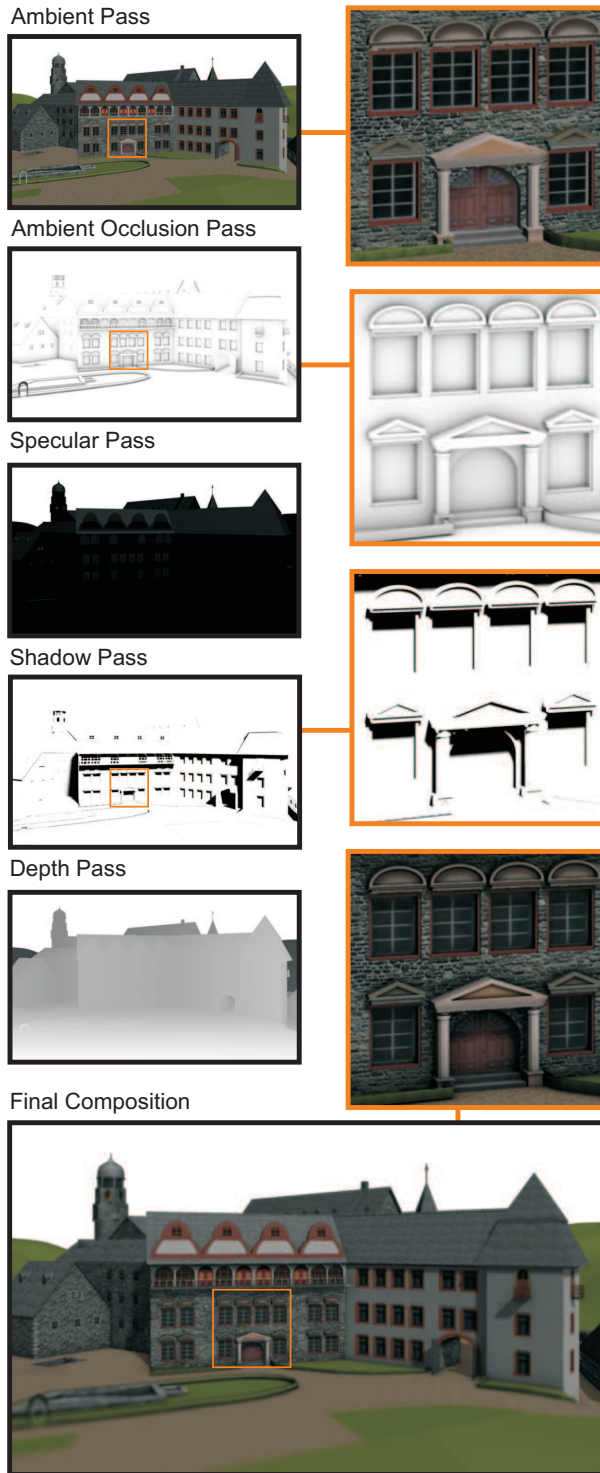 Ambient Pass
Ambient Occlusion Pass
Specular Pass
Shadow Pass
Depth Pass
Final Composition